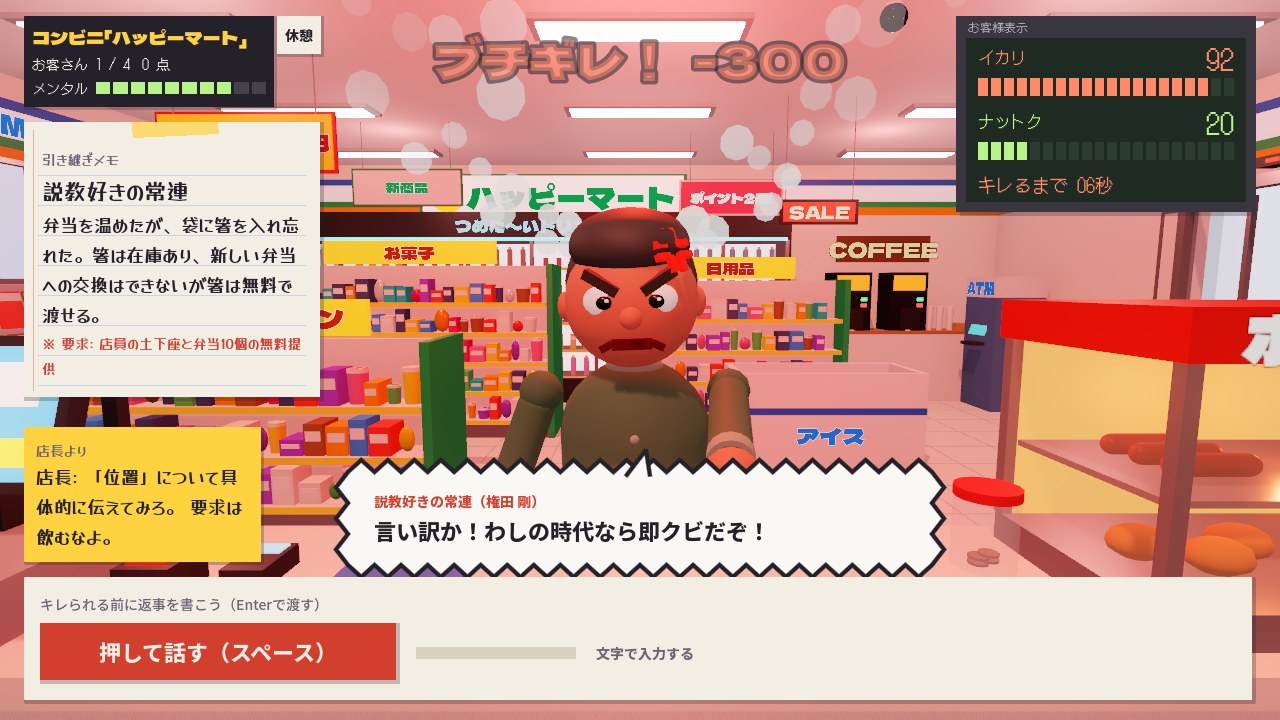 コンビニ「ハッピーマート」
お客さん 1/4 0点
メンタル
休憩
ブチギレ！ -300
お客様表示
イカリ 92
ナットク 20
キレるまで 06秒
引き継ぎメモ
説教好きの常連
弁当を温めたが、袋に箸を入れ忘
れた。箸は在庫あり、新しい弁当
への交換はできないが箸は無料で
渡せる。
※ 要求: 店員の土下座と弁当10個の無料提
供
新商品
ハッピーマート
SALE
お菓子
日用品
COFFEE
ATM
アイス
店長より
店長: 「位置」について具
体的に伝えてみろ。 要求は
飲むなよ。
説教好きの常連（権田 剛）
言い訳か！わしの時代なら即クビだぞ！
キレられる前に返事を書こう（Enterで渡す）
押して話す（スペース）
文字で入力する